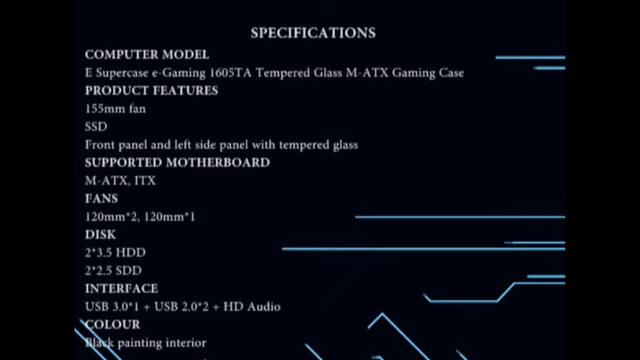 SPECIFICATIONS
COMPUTER MODEL
E Supercase e-Gaming 1605TA Tempered Glass M-ATX Gaming Case
PRODUCT FEATURES
155mm fan
SSD
Front panel and left side panel with tempered glass
SUPPORTED MOTHERBOARD
M-ATX, ITX
FANS
120mm*2, 120mm*1
DISK
2*3.5 HDD
2*2.5 SDD
INTERFACE
USB 3.0*1 + USB 2.0*2 + HD Audio
COLOUR
Black painting interior